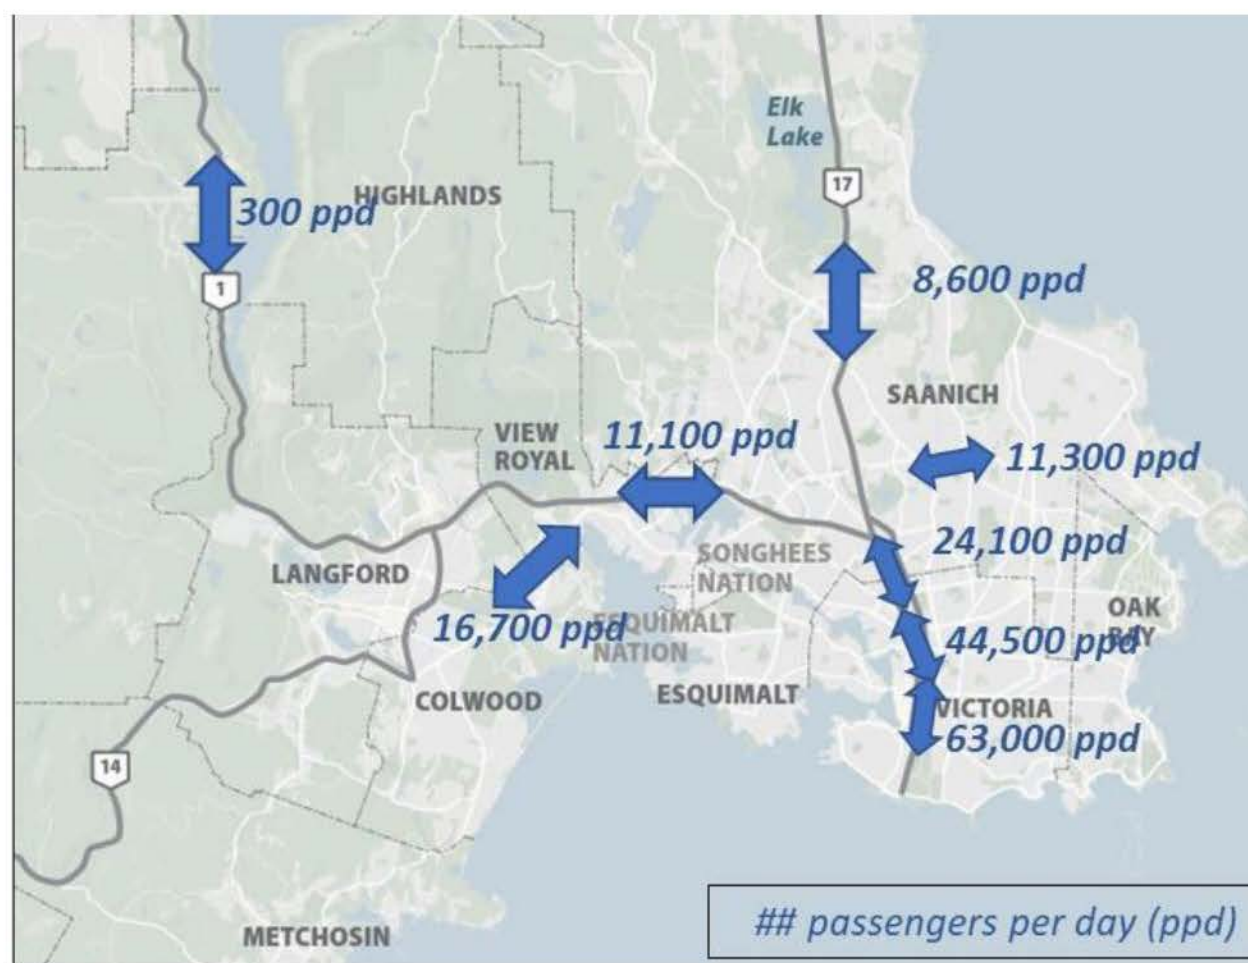 Elk
Lake
17
HIGHLANDS
300 ppd
1
8,600 ppd
SAANICH
VIEW
ROYAL
11,100 ppd
11,300 ppd
24,100 ppd
SONGHEES
NATION
LANGFORD
OAK
BAY
16,700 ppd
ESQUIMALT
NATION
44,500 ppd
COLWOOD
ESQUIMALT
VICTORIA
63,000 ppd
14
METCHOSIN
## passengers per day (ppd)